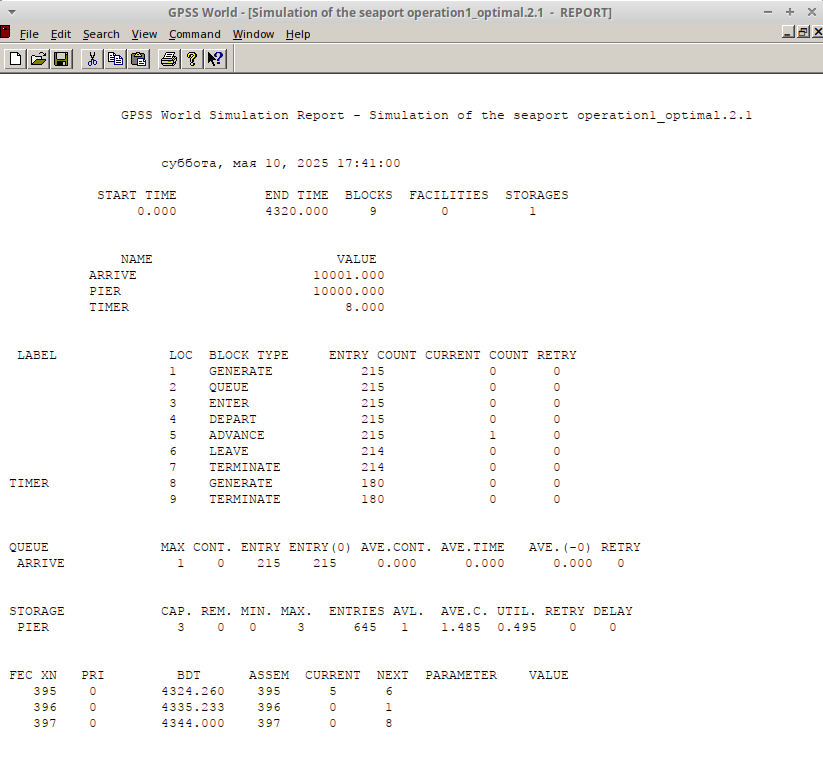 GPSS World - [Simulation of the seaport operation1_optimal.2.1 - REPORT]
File Edit Search View Command Window Help
GPSS World Simulation Report - Simulation of the seaport operation1_optimal.2.1
суббота, мая 10, 2025 17:41:00
START TIME END TIME BLOCKS FACILITIES STORAGES
0.000 4320.000 9 0 1
NAME VALUE
ARRIVE 10001.000
PIER 10000.000
TIMER 8.000
LABEL LOC BLOCK TYPE ENTRY COUNT CURRENT COUNT RETRY
1 GENERATE 215 0 0
2 QUEUE 215 0 0
3 ENTER 215 0 0
4 DEPART 215 0 0
5 ADVANCE 215 1 0
6 LEAVE 214 0 0
7 TERMINATE 214 0 0
TIMER 8 GENERATE 180 0 0
9 TERMINATE 180 0 0
QUEUE MAX CONT. ENTRY ENTRY(0) AVE.CONT. AVE.TIME AVE.(-0) RETRY
ARRIVE 1 0 215 215 0.000 0.000 0.000 0
STORAGE CAP. REM. MIN. MAX. ENTRIES AVL. AVE.C. UTIL. RETRY DELAY
PIER 3 0 0 3 645 1 1.485 0.495 0 0
FEC XN PRI BDT ASSEM CURRENT NEXT PARAMETER VALUE
395 0 4324.260 395 5 6
396 0 4335.233 396 0 1
397 0 4344.000 397 0 8